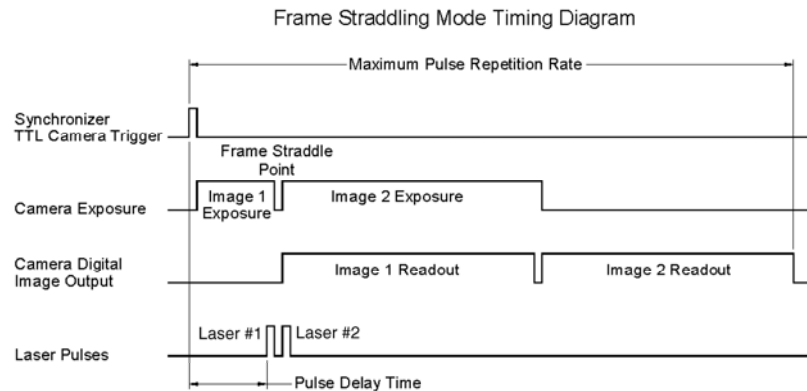 Frame Straddling Mode Timing Diagram
Maximum Pulse Repetition Rate
Synchronizer
TTL Camera Trigger
Frame Straddle
Point
Camera Exposure
Image 1
Exposure
Image 2 Exposure
Camera Digital
Image Output
Image 1 Readout
Image 2 Readout
Laser #1
Laser #2
Laser Pulses
Pulse Delay Time